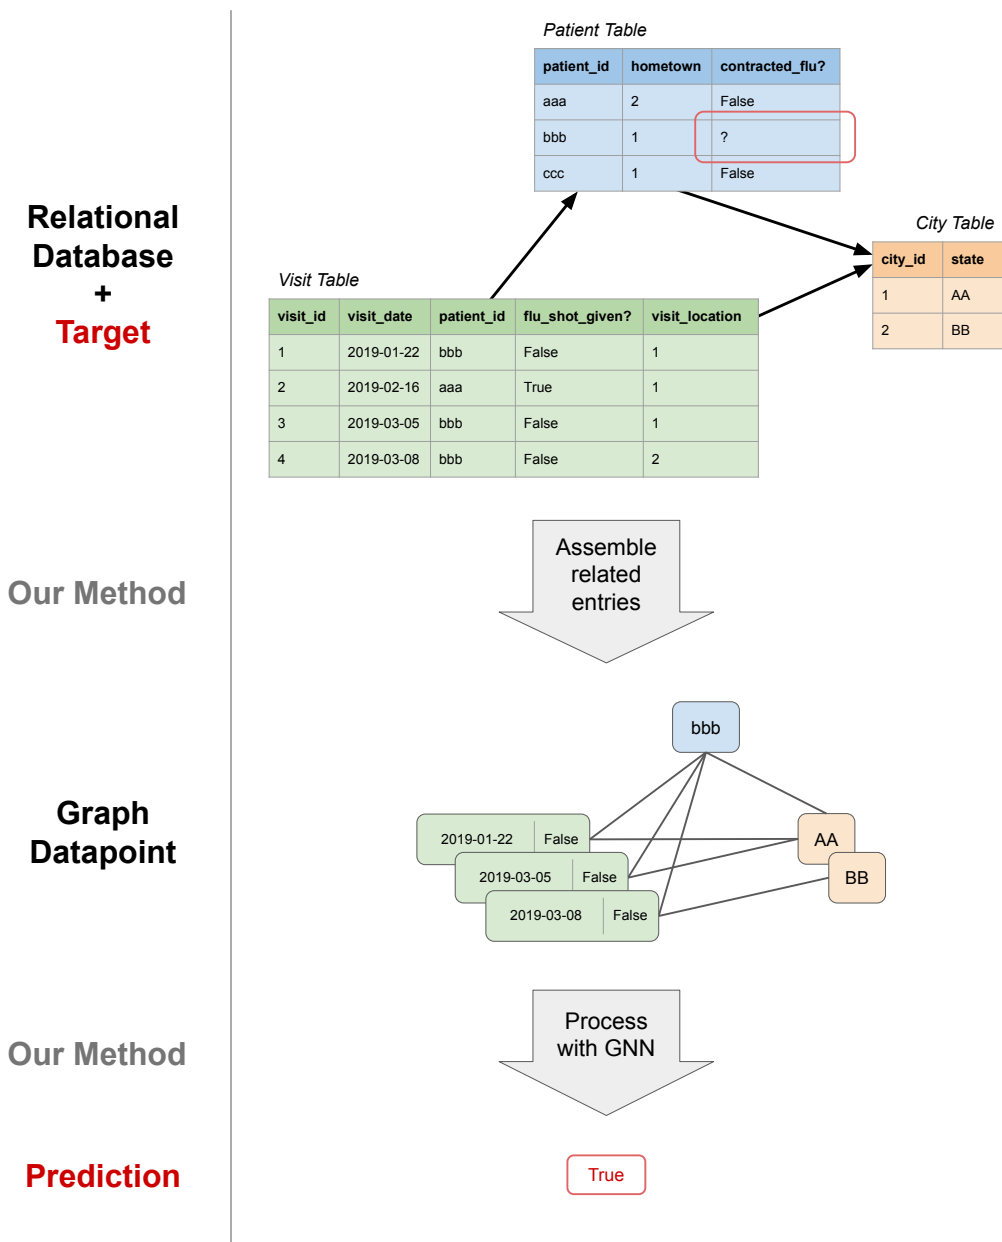 Patient Table
patient_id hometown contracted_flu?
aaa 2 False
bbb 1 ?
ccc 1 False
Relational
Database
+
Target
City Table
city_id state
1 AA
2 BB
Visit Table
visit_id visit_date patient_id flu_shot_given? visit_location
1 2019-01-22 bbb False 1
2 2019-02-16 aaa True 1
3 2019-03-05 bbb False 1
4 2019-03-08 bbb False 2
Our Method
Assemble
related
entries
Graph
Datapoint
bbb
2019-01-22 False
AA
2019-03-05 False
BB
2019-03-08 False
Our Method
Process
with GNN
Prediction
True